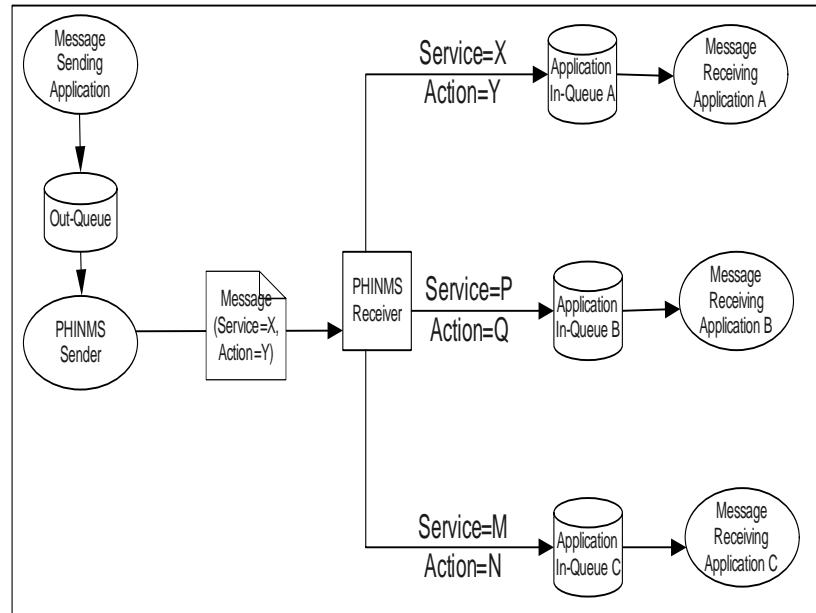 Message
Sending
Application
Out-Queue
PHINMS
Sender
Message
(Service=X,
Action=Y)
PHINMS
Receiver
Service=X
Action=Y
Application
In-Queue A
Message
Receiving
Application A
Service=P
Action=Q
Application
In-Queue B
Message
Receiving
Application B
Service=M
Action=N
Application
In-Queue C
Message
Receiving
Application C